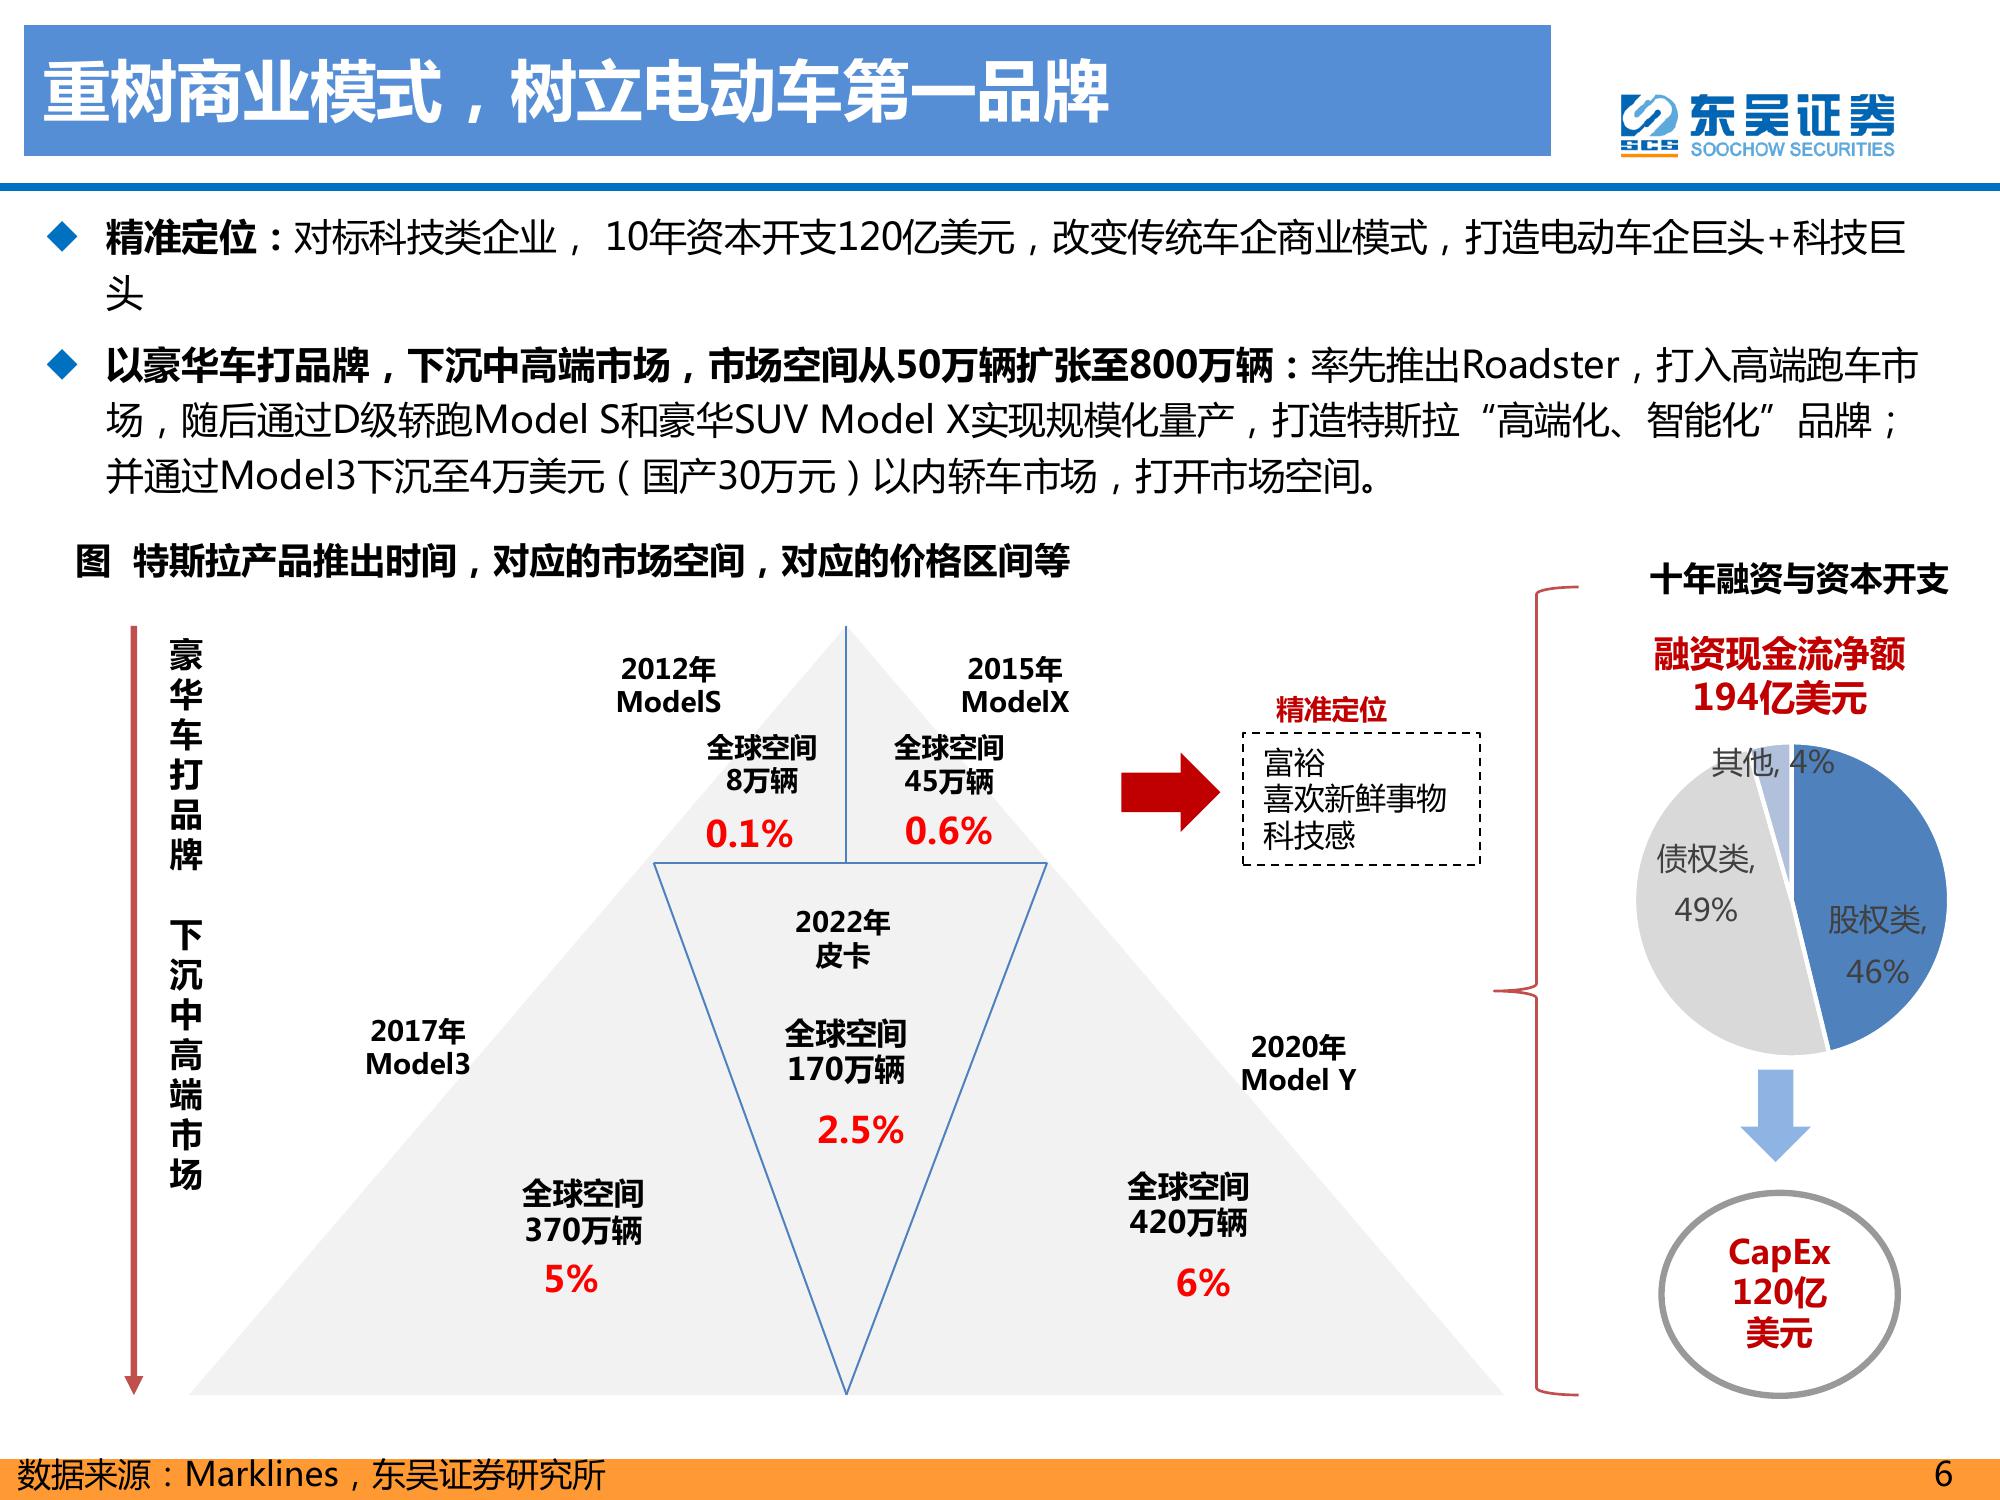 重树商业模式，树立电动车第一品牌
SCS
东吴证券
SOOCHOW SECURITIES
精准定位：对标科技类企业， 10年资本开支120亿美元，改变传统车企商业模式，打造电动车企巨头+科技巨
头
以豪华车打品牌，下沉中高端市场，市场空间从50万辆扩张至800万辆：率先推出Roadster，打入高端跑车市
场，随后通过D级轿跑Model S和豪华SUV Model X实现规模化量产，打造特斯拉“高端化、智能化”品牌；
并通过Model3下沉至4万美元（国产30万元）以内轿车市场，打开市场空间。
图 特斯拉产品推出时间，对应的市场空间，对应的价格区间等
豪华车打品牌 下沉中高端市场
2012年
ModelS
全球空间
8万辆
0.1%
2015年
ModelX
全球空间
45万辆
0.6%
精准定位
富裕
喜欢新鲜事物
科技感
2022年
皮卡
全球空间
170万辆
2.5%
2017年
Model3
全球空间
370万辆
5%
2020年
Model Y
全球空间
420万辆
6%
十年融资与资本开支
融资现金流净额
194亿美元
其他, 4%
债权类,
49%
股权类,
46%
CapEx
120亿
美元
数据来源：Marklines，东吴证券研究所
6